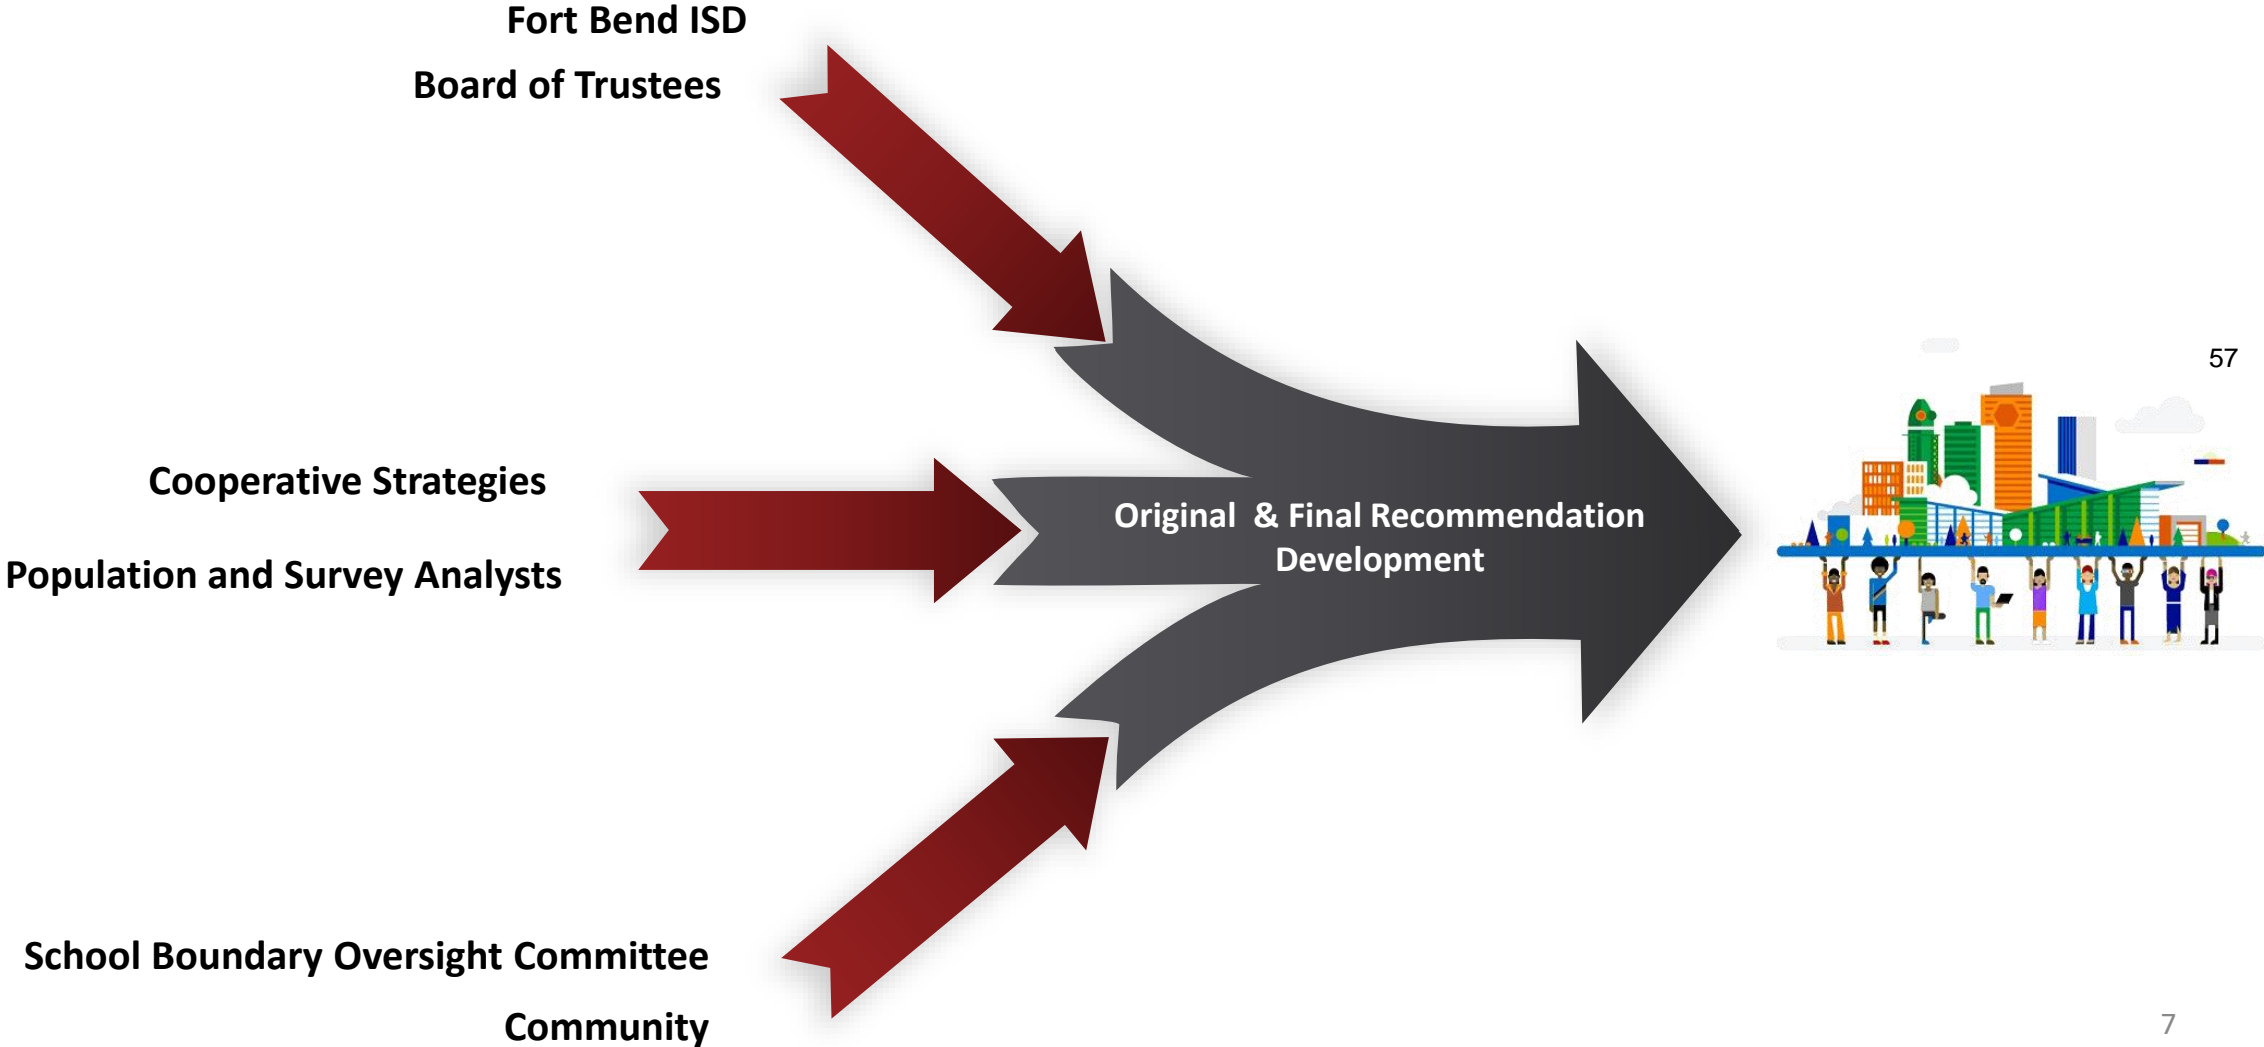 Fort Bend ISD
Board of Trustees
57
Cooperative Strategies
Population and Survey Analysts
Original & Final Recommendation
Development
School Boundary Oversight Committee
Community
7